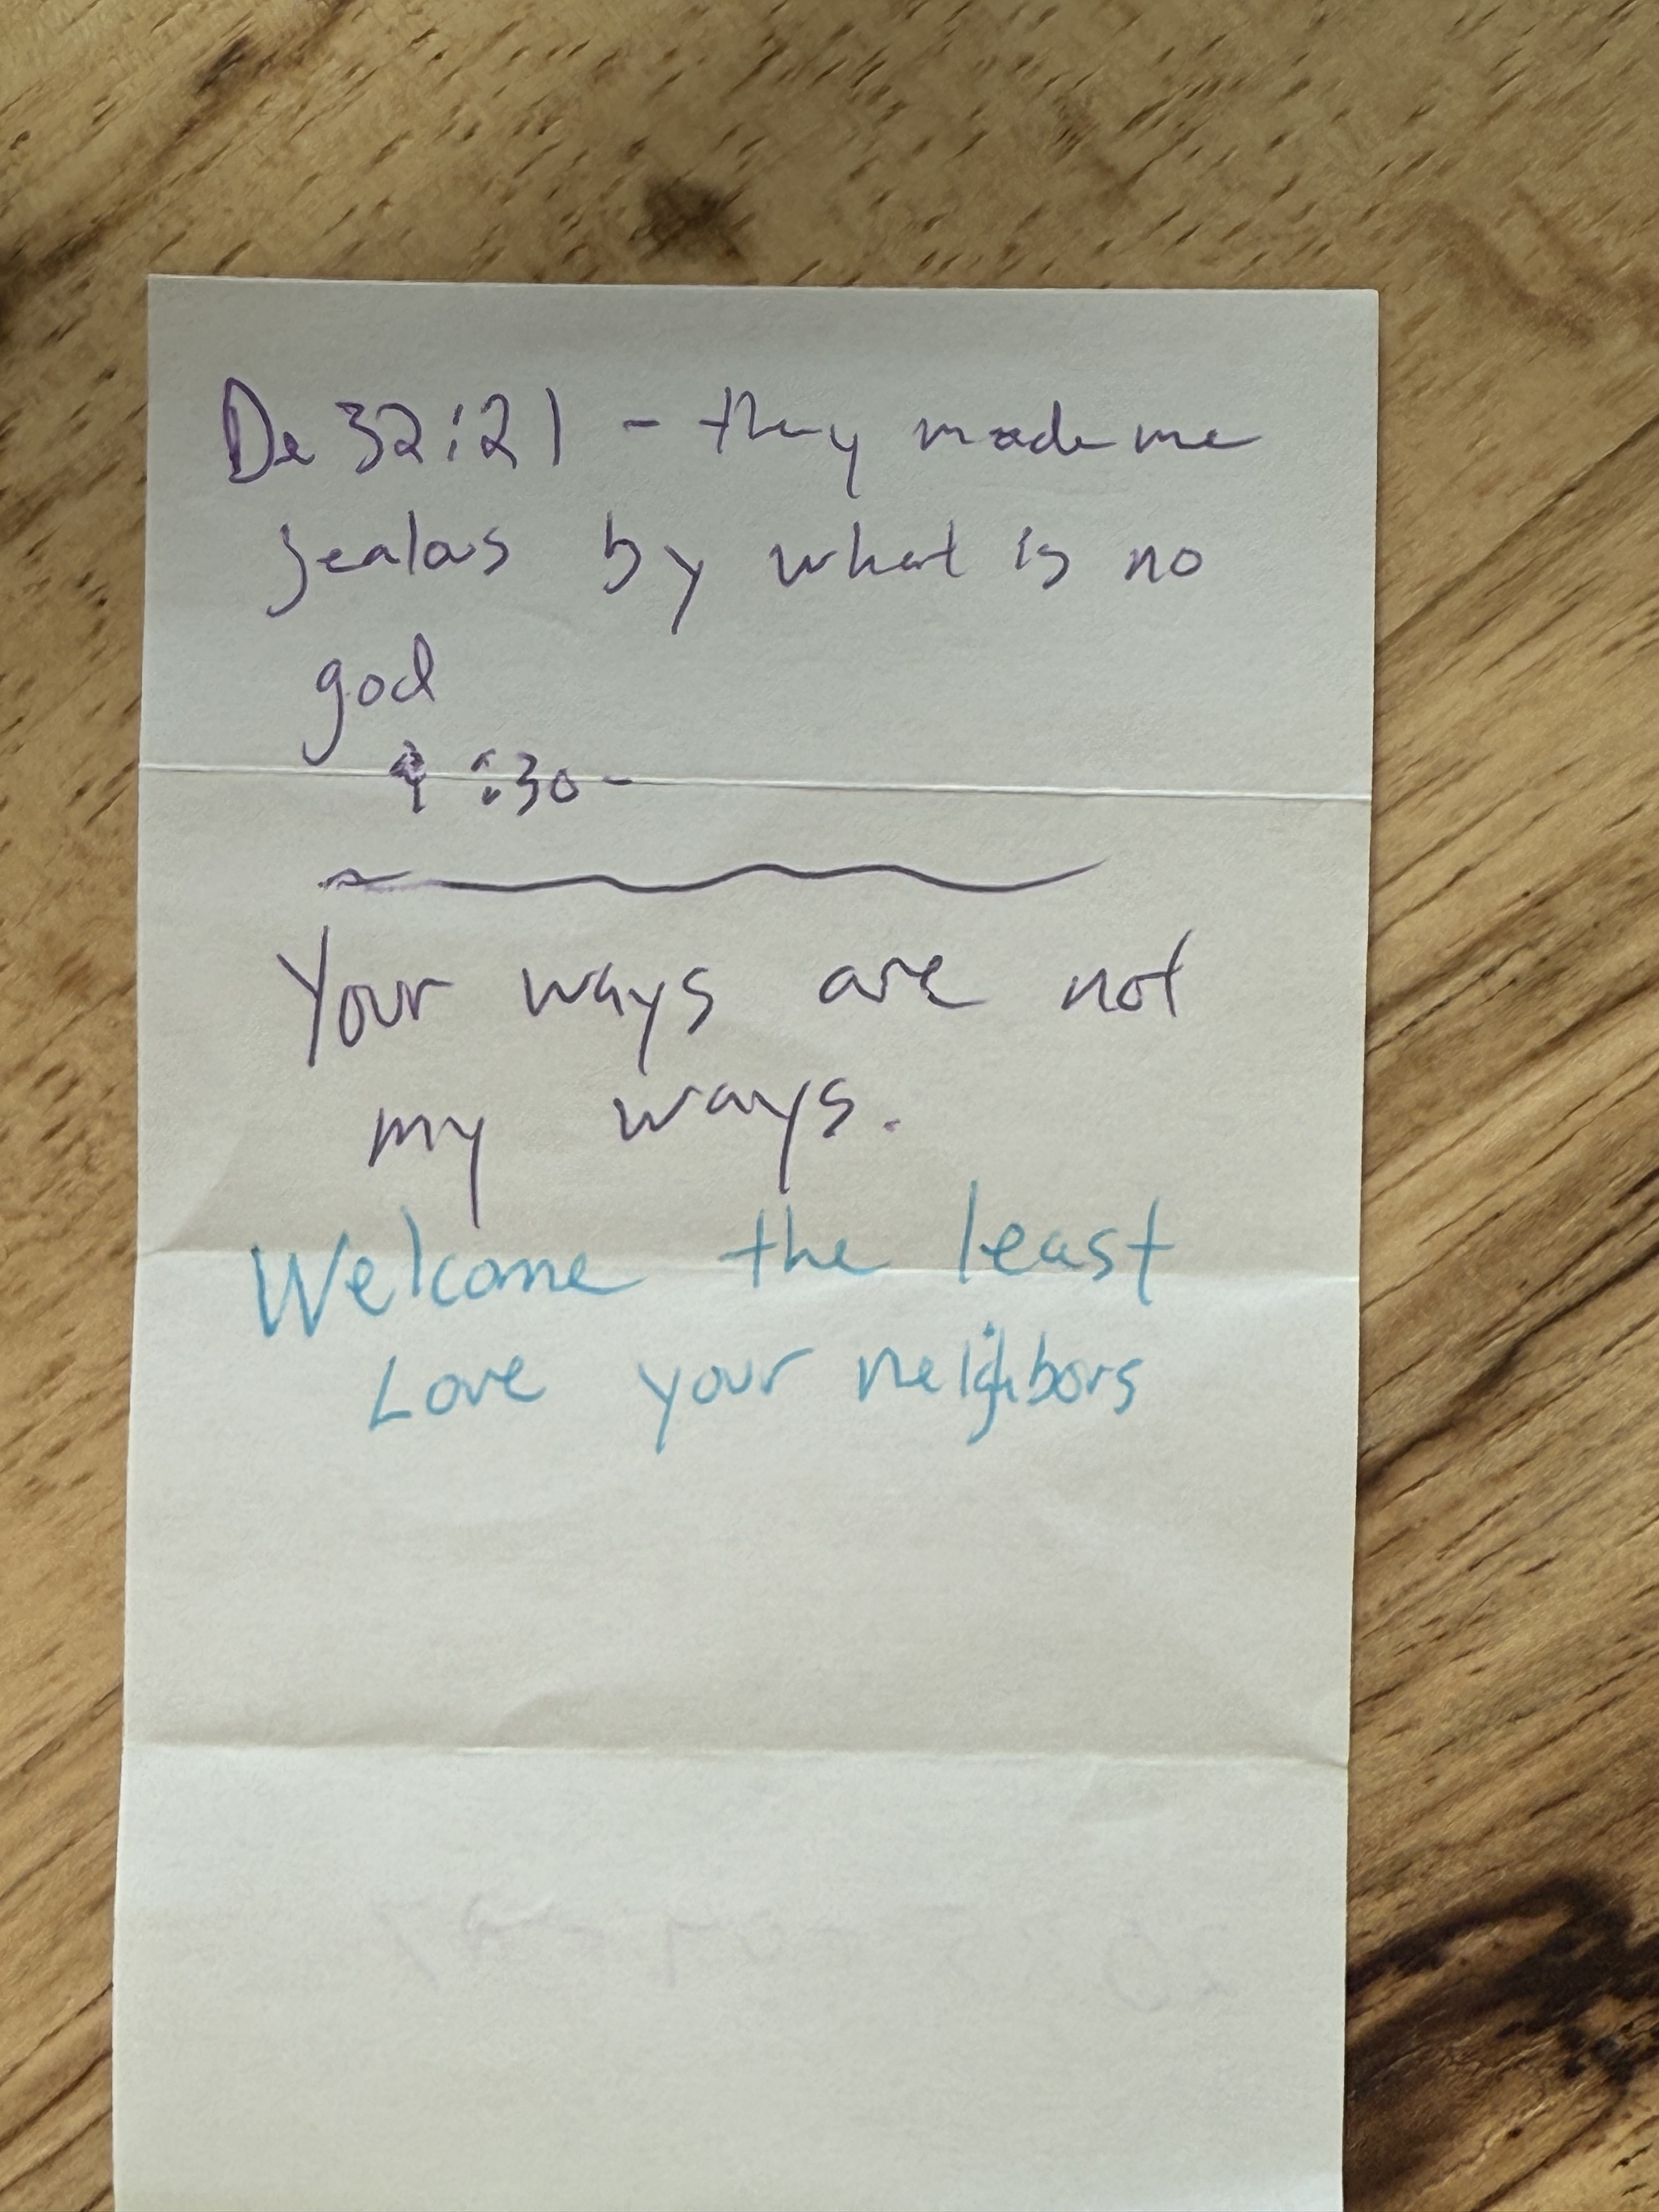 De 32:21 - they made me
jealous by what is no
god
:30 -
Your ways are not
my ways.
Welcome the least
Love your neighbors